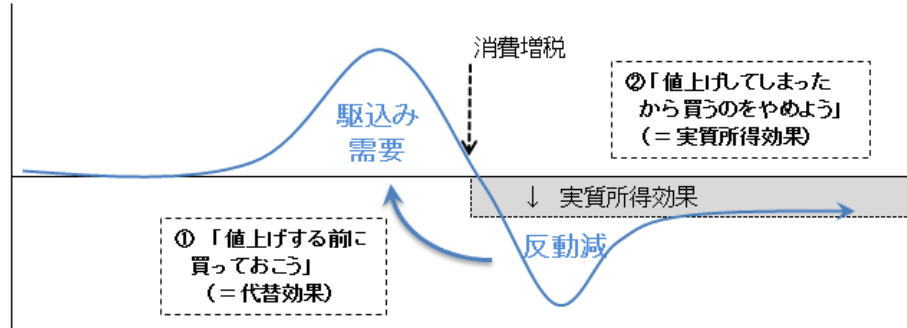 消費増税
駆込み
需要
②「値上げしてしまった
から買うのをやめよう」
（＝実質所得効果）
↓ 実質所得効果
① 「値上げする前に
買っておこう」
（＝代替効果）
反動減